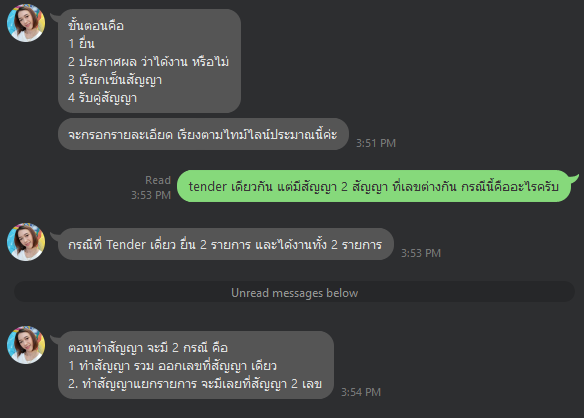 ขั้นตอนคือ
1 ยื่น
2 ประกาศผล ว่าได้งาน หรือไม่
3 เรียกเซ็นสัญญา
4 รับคู่สัญญา
จะกรอกรายละเอียด เรียงตามไทม์ไลน์ประมาณนี้ค่ะ
3:51 PM
Read
3:53 PM
tender เดียวกัน แต่มีสัญญา 2 สัญญา ที่เลขต่างกัน กรณีนี้คืออะไรครับ
กรณีที่ Tender เดี่ยว ยื่น 2 รายการ และได้งานทั้ง 2 รายการ
3:53 PM
Unread messages below
ตอนทำสัญญา จะมี 2 กรณี คือ
1 ทำสัญญา รวม ออกเลขที่สัญญา เดียว
2. ทำสัญญาแยกรายการ จะมีเลยที่สัญญา 2 เลข
3:54 PM